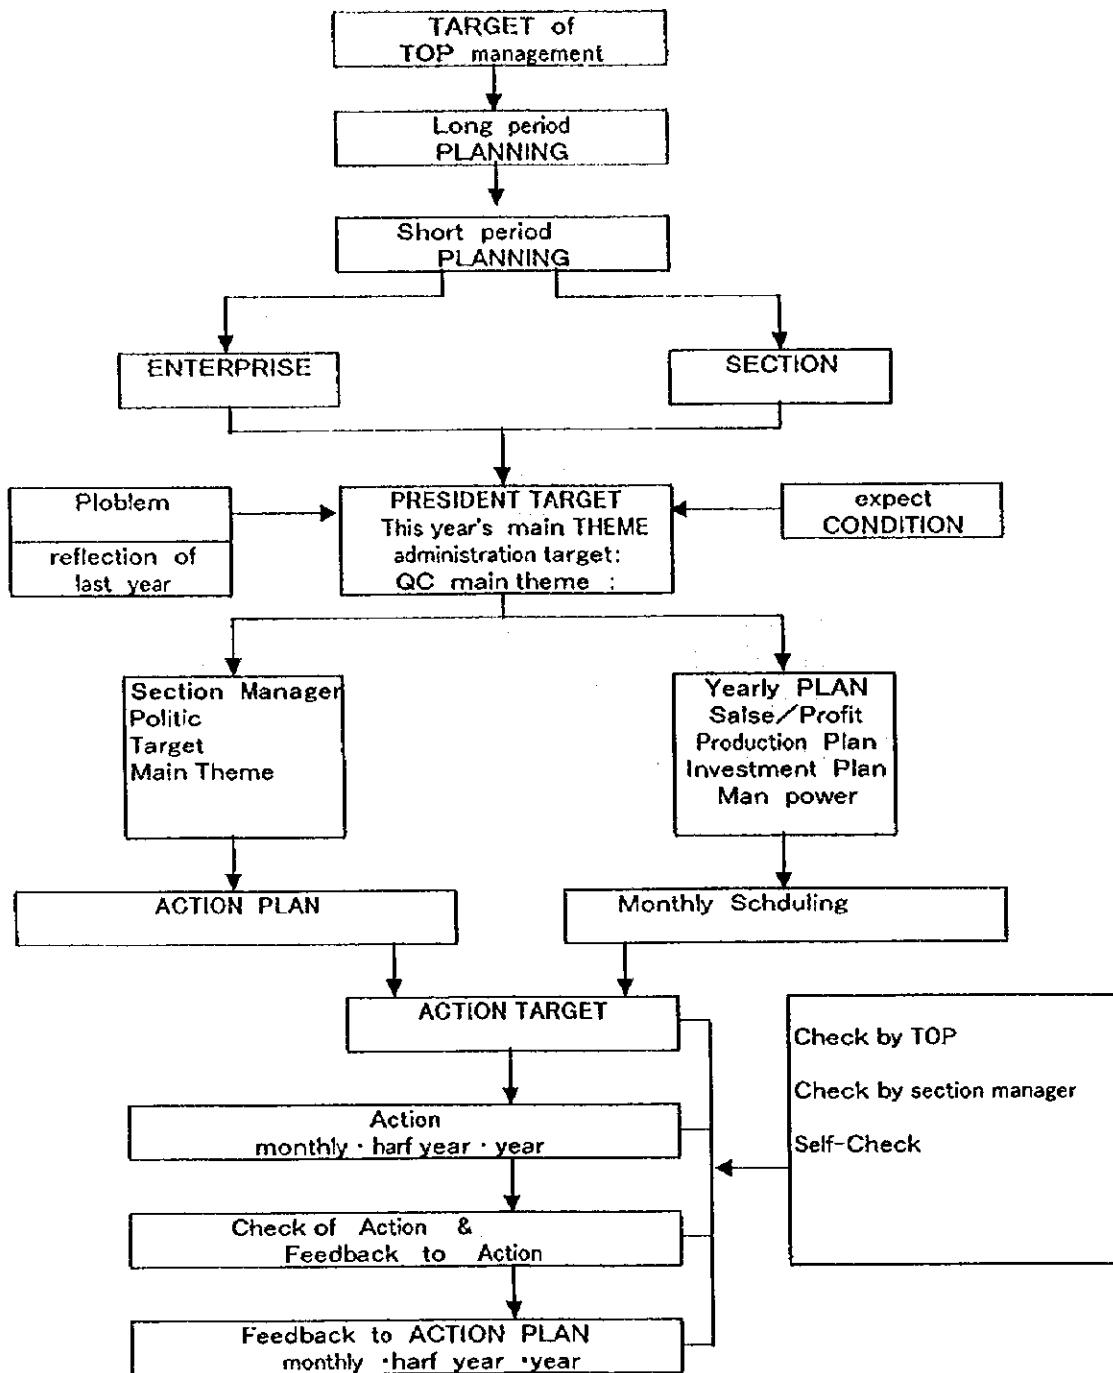 TARGET of
TOP management
Long period
PLANNING
Short period
PLANNING
ENTERPRISE
SECTION
Ploblem
reflection of
last year
PRESIDENT TARGET
This year's main THEME
administration target:
QC main theme :
expect
CONDITION
Section Manager
Politic
Target
Main Theme
Yearly PLAN
Salse/Profit
Production Plan
Investment Plan
Man power
ACTION PLAN
Monthly Schduling
ACTION TARGET
Check by TOP
Check by section manager
Self-Check
Action
monthly・harf year・year
Check of Action &
Feedback to Action
Feedback to ACTION PLAN
monthly ・harf year ・year